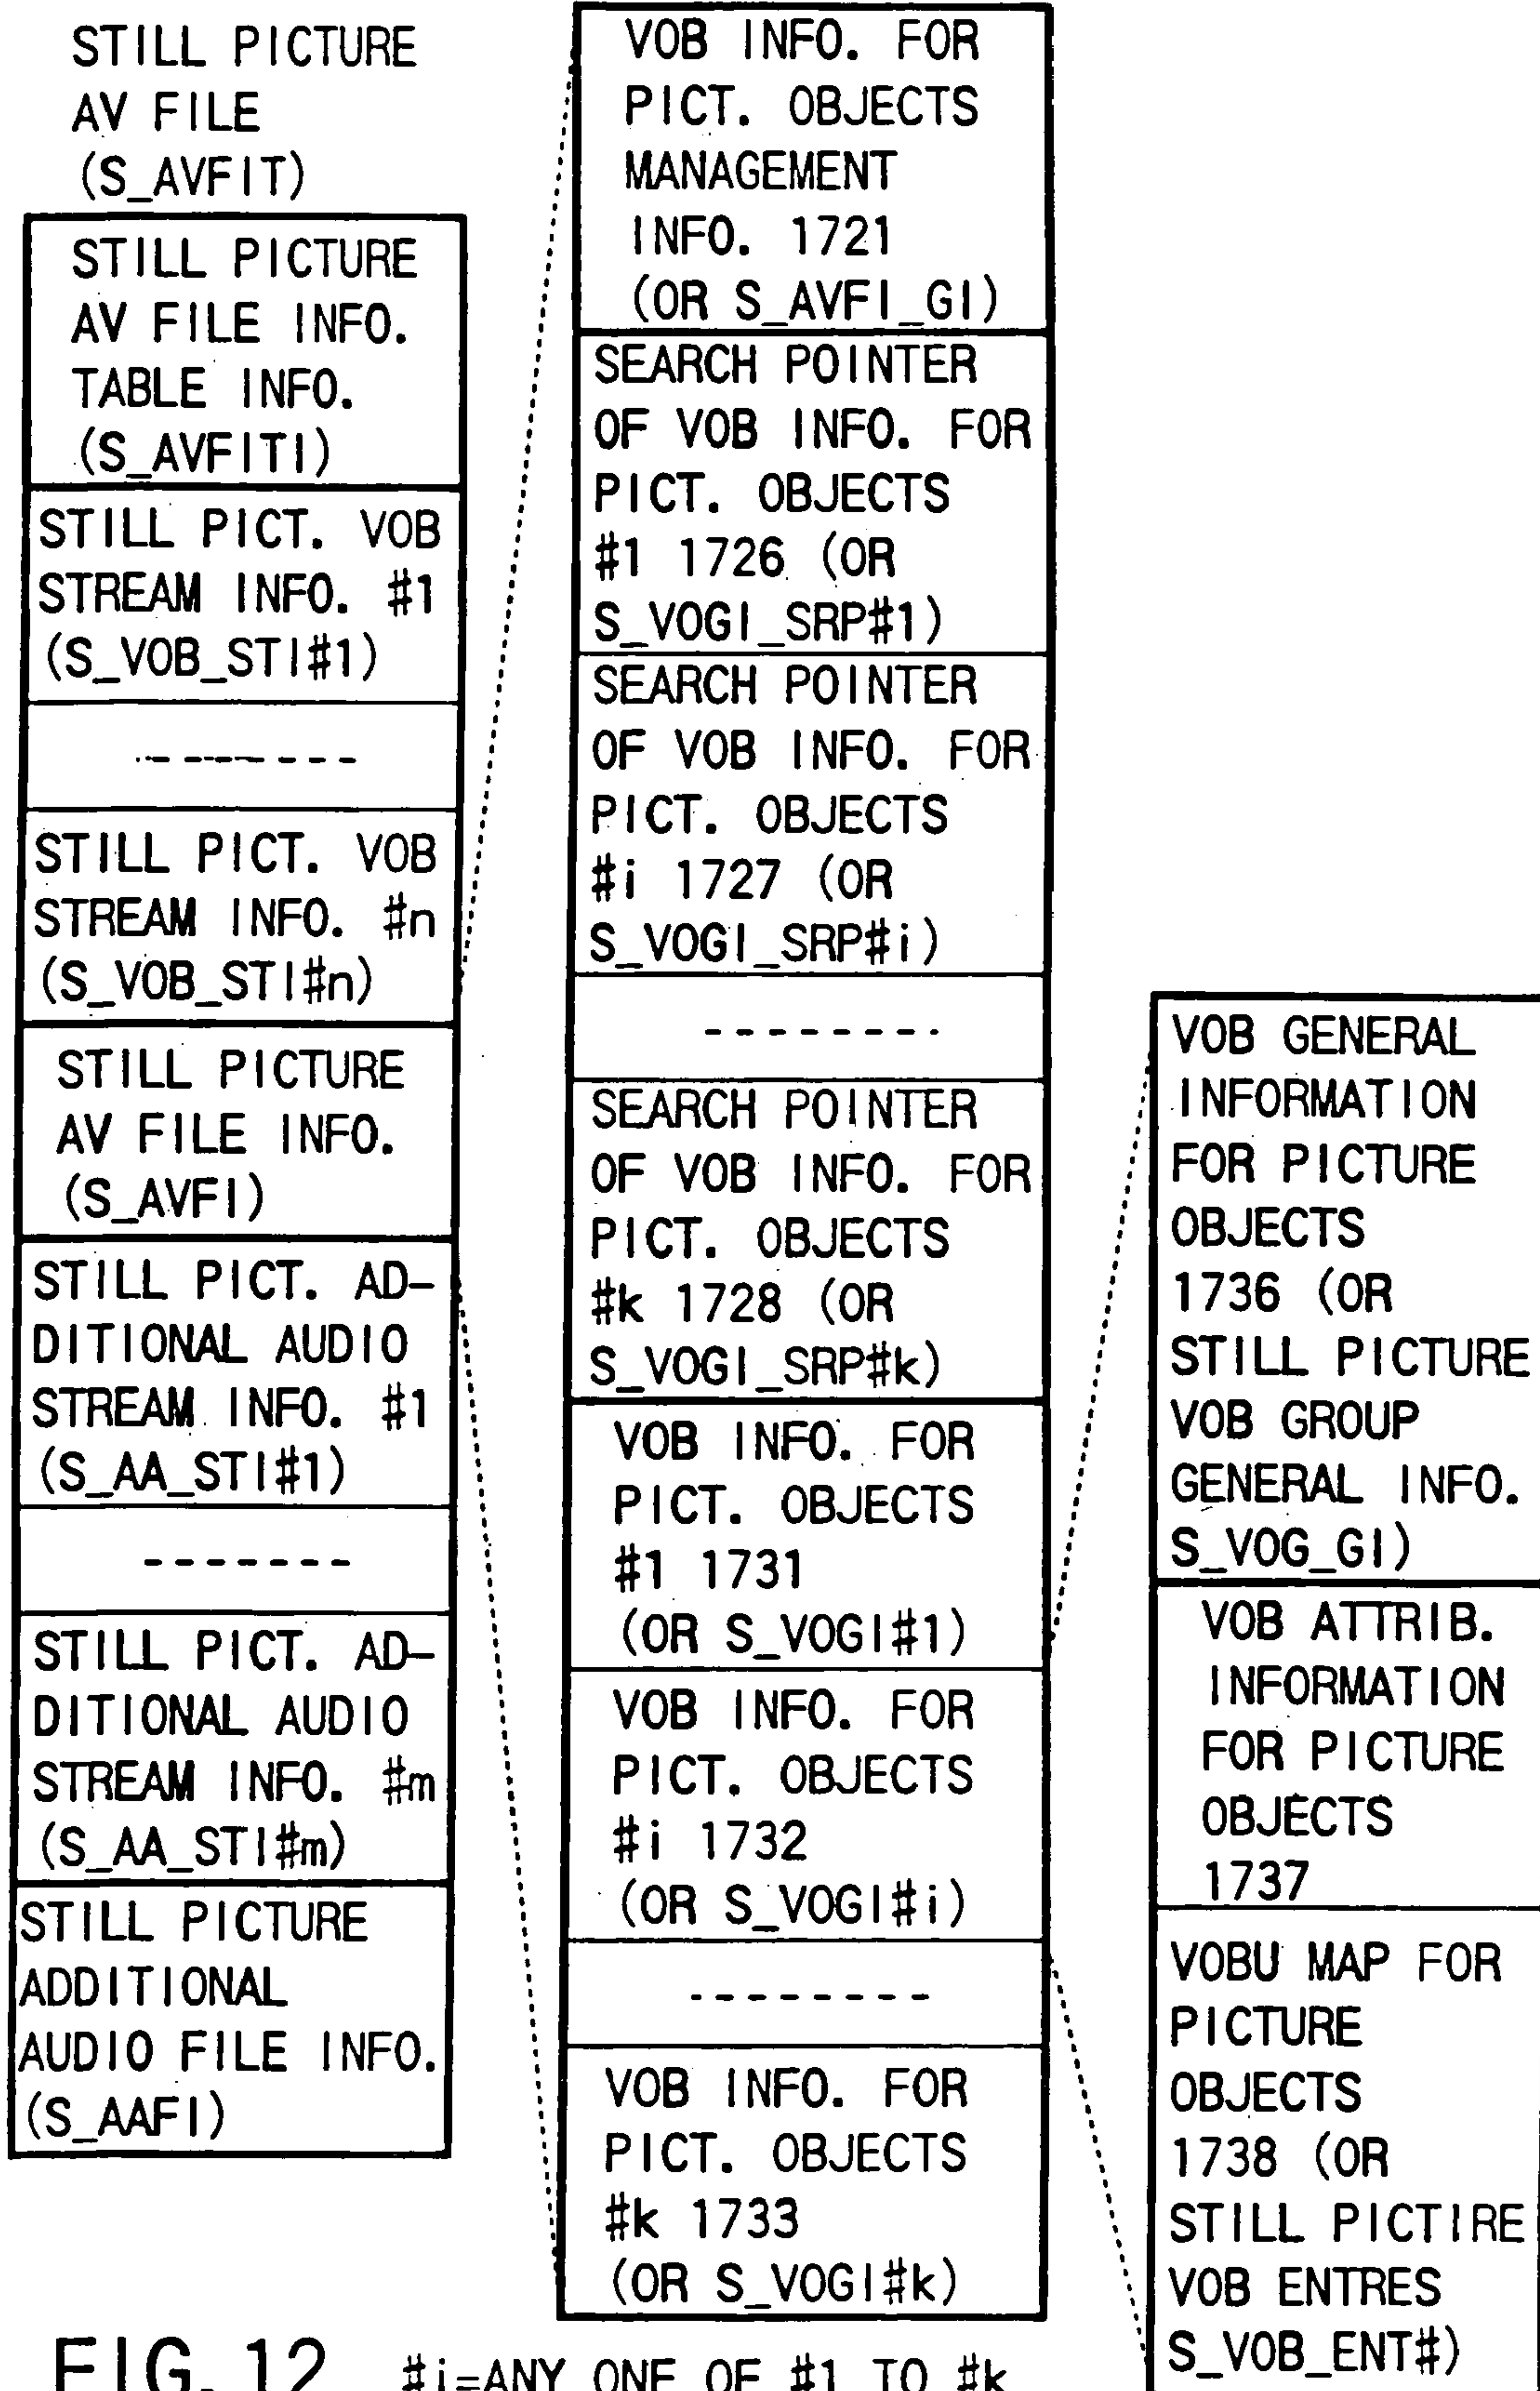 STILL PICTURE
AV FILE
(S_AVFIT)
STILL PICTURE
AV FILE INFO.
TABLE INFO.
(S_AVFITI)
STILL PICT. VOB
STREAM INFO. #1
(S_VOB_STI#1)
--------
STILL PICT. VOB
STREAM INFO. #n
(S_VOB_STI#n)
STILL PICTURE
AV FILE INFO.
(S_AVFI)
STILL PICT. AD-
DITIONAL AUDIO
STREAM INFO. #1
(S_AA_STI#1)
-------
STILL PICT. AD-
DITIONAL AUDIO
STREAM INFO. #m
(S_AA_STI#m)
STILL PICTURE
ADDITIONAL
AUDIO FILE INFO.
(S_AAFI)
VOB INFO. FOR
PICT. OBJECTS
MANAGEMENT
INFO. 1721
(OR S_AVFI_GI)
SEARCH POINTER
OF VOB INFO. FOR
PICT. OBJECTS
#1 1726 (OR
S_VOGI_SRP#1)
SEARCH POINTER
OF VOB INFO. FOR
PICT. OBJECTS
#i 1727 (OR
S_VOGI_SRP#i)
--------
SEARCH POINTER
OF VOB INFO. FOR
PICT. OBJECTS
#k 1728 (OR
S_VOGI_SRP#k)
VOB INFO. FOR
PICT. OBJECTS
#1 1731
(OR S_VOGI#1)
VOB INFO. FOR
PICT. OBJECTS
#i 1732
(OR S_VOGI#i)
--------
VOB INFO. FOR
PICT. OBJECTS
#k 1733
(OR S_VOGI#k)
VOB GENERAL
INFORMATION
FOR PICTURE
OBJECTS
1736 (OR
STILL PICTURE
VOB GROUP
GENERAL INFO.
S_VOG_GI)
VOB ATTRIB.
INFORMATION
FOR PICTURE
OBJECTS
1737
VOBU MAP FOR
PICTURE
OBJECTS
1738 (OR
STILL PICTIRE
VOB ENTRES
S_VOB_ENT#)
FIG. 12 #i=ANY ONE OF #1 TO #k